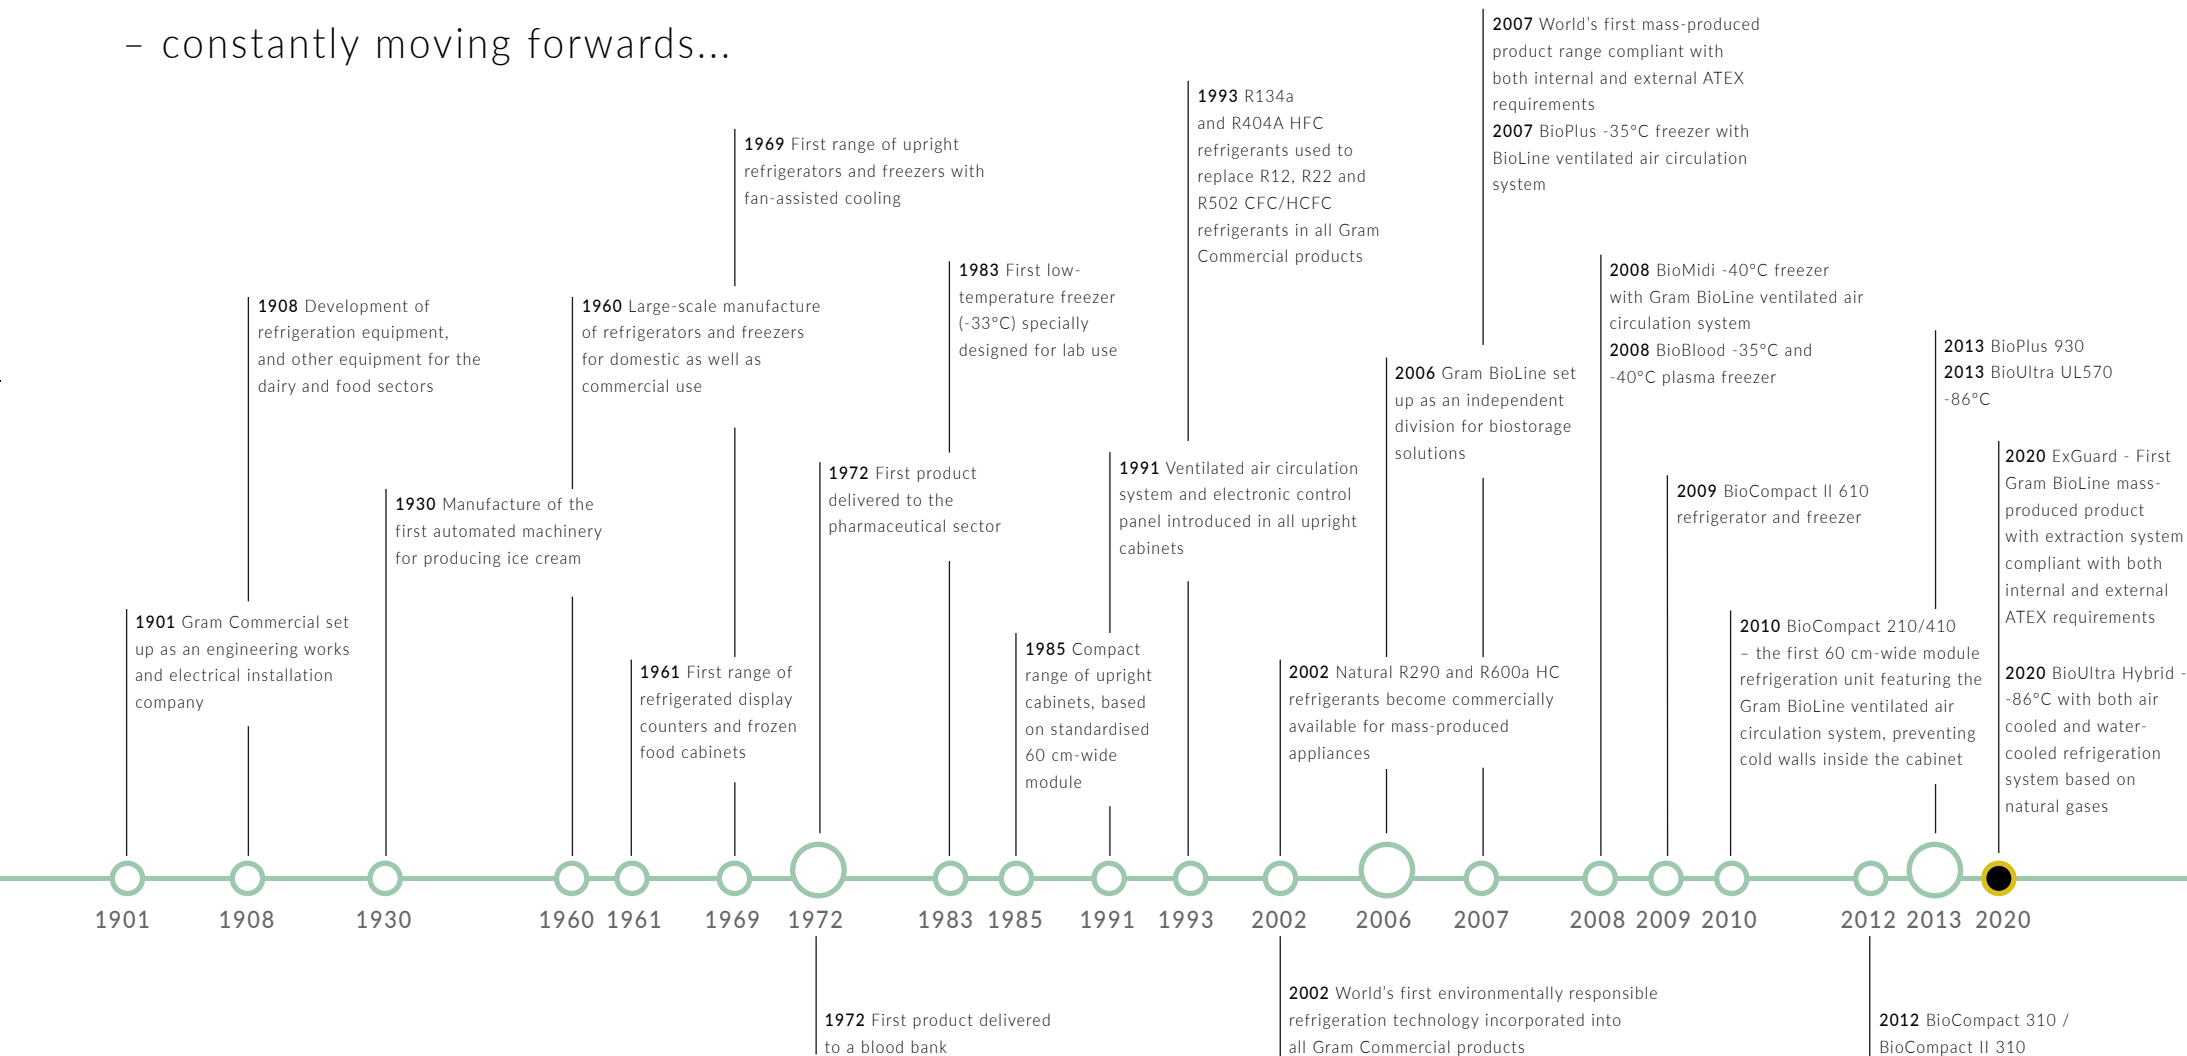 – constantly moving forwards...
1901 Gram Commercial set
up as an engineering works
and electrical installation
company
1908 Development of
refrigeration equipment,
and other equipment for the
dairy and food sectors
1930 Manufacture of the
first automated machinery
for producing ice cream
1960 Large-scale manufacture
of refrigerators and freezers
for domestic as well as
commercial use
1961 First range of
refrigerated display
counters and frozen
food cabinets
1969 First range of upright
refrigerators and freezers with
fan-assisted cooling
1972 First product
delivered to the
pharmaceutical sector
1983 First low-
temperature freezer
(-33°C) specially
designed for lab use
1985 Compact
range of upright
cabinets, based
on standardised
60 cm-wide
module
1991 Ventilated air circulation
system and electronic control
panel introduced in all upright
cabinets
1993 R134a
and R404A HFC
refrigerants used to
replace R12, R22 and
R502 CFC/HCFC
refrigerants in all Gram
Commercial products
2002 Natural R290 and R600a HC
refrigerants become commercially
available for mass-produced
appliances
2006 Gram BioLine set
up as an independent
division for biostorage
solutions
2007 World's first mass-produced
product range compliant with
both internal and external ATEX
requirements
2007 BioPlus -35°C freezer with
BioLine ventilated air circulation
system
2008 BioMidi -40°C freezer
with Gram BioLine ventilated air
circulation system
2008 BioBlood -35°C and
-40°C plasma freezer
2009 BioCompact II 610
refrigerator and freezer
2010 BioCompact 210/410
– the first 60 cm-wide module
refrigeration unit featuring the
Gram BioLine ventilated air
circulation system, preventing
cold walls inside the cabinet
2013 BioPlus 930
2013 BioUltra UL570
-86°C
2020 ExGuard - First
Gram BioLine mass-
produced product
with extraction system
compliant with both
internal and external
ATEX requirements
2020 BioUltra Hybrid -
-86°C with both air
cooled and water-
cooled refrigeration
system based on
natural gases
1901 1908 1930 1960 1961 1969 1972 1983 1985 1991 1993 2002 2006 2007 2008 2009 2010 2012 2013 2020
1972 First product delivered
to a blood bank
2002 World's first environmentally responsible
refrigeration technology incorporated into
all Gram Commercial products
2012 BioCompact 310 /
BioCompact II 310